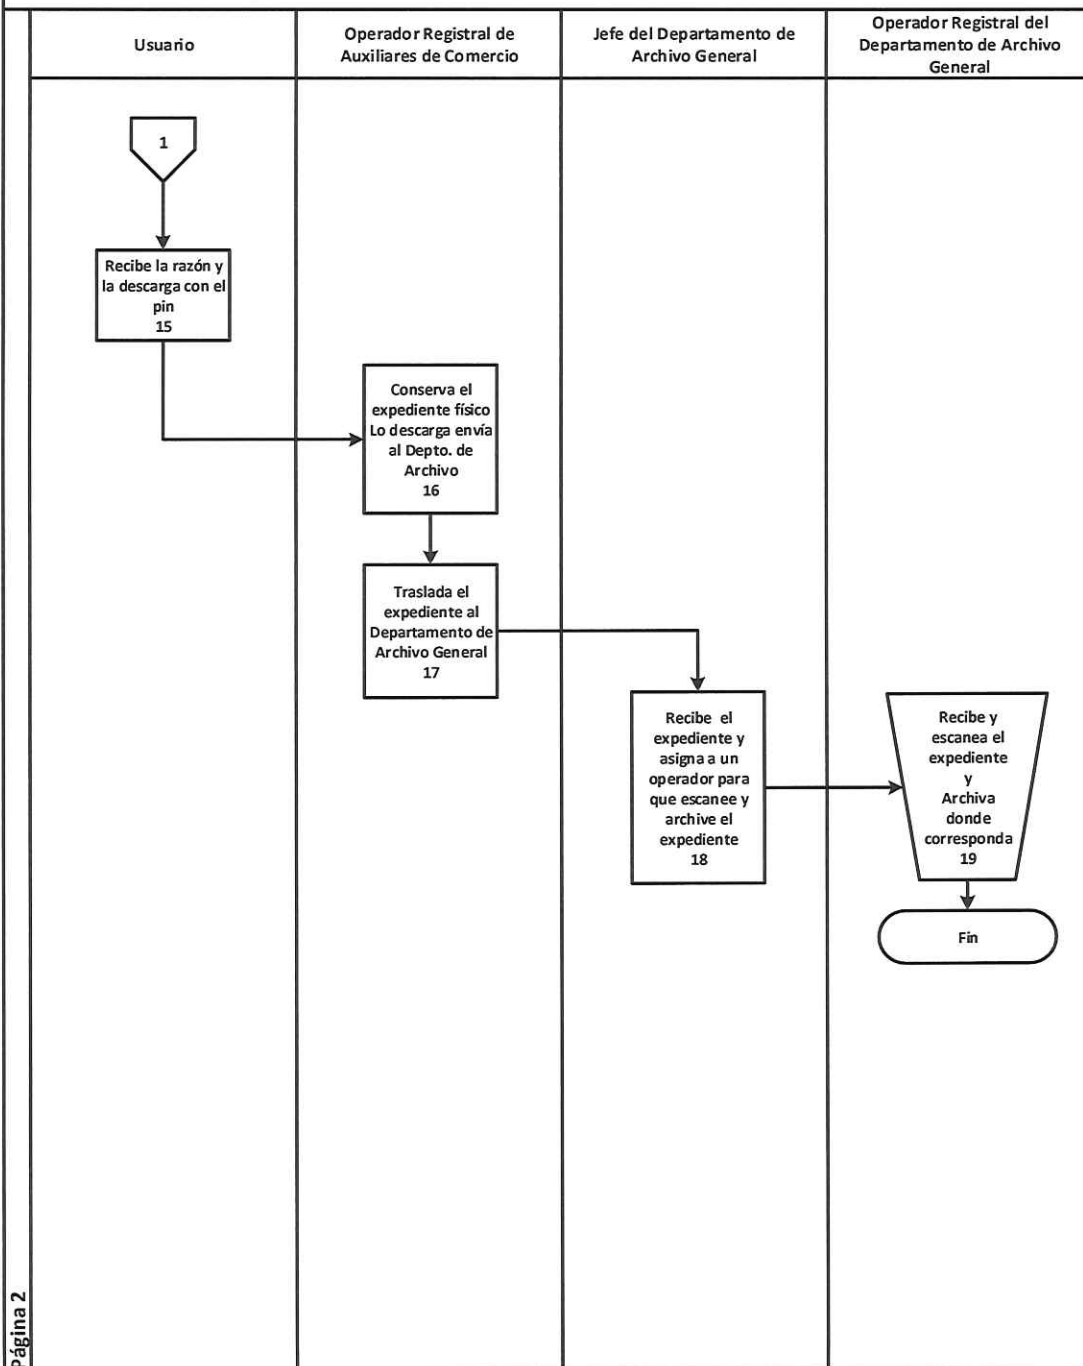 Usuario
Operador Registral de
Auxiliares de Comercio
Jefe del Departamento de
Archivo General
Operador Registral del
Departamento de Archivo
General
1
Recibe la razón y
la descarga con el
pin
15
Conserva el
expediente físico
Lo descarga envía
al Depto. de
Archivo
16
Traslada el
expediente al
Departamento de
Archivo General
17
Recibe el
expediente y
asigna a un
operador para
que escanee y
archive el
expediente
18
Recibe y
escanea el
expediente
y
Archiva
donde
corresponda
19
Fin
Página 2